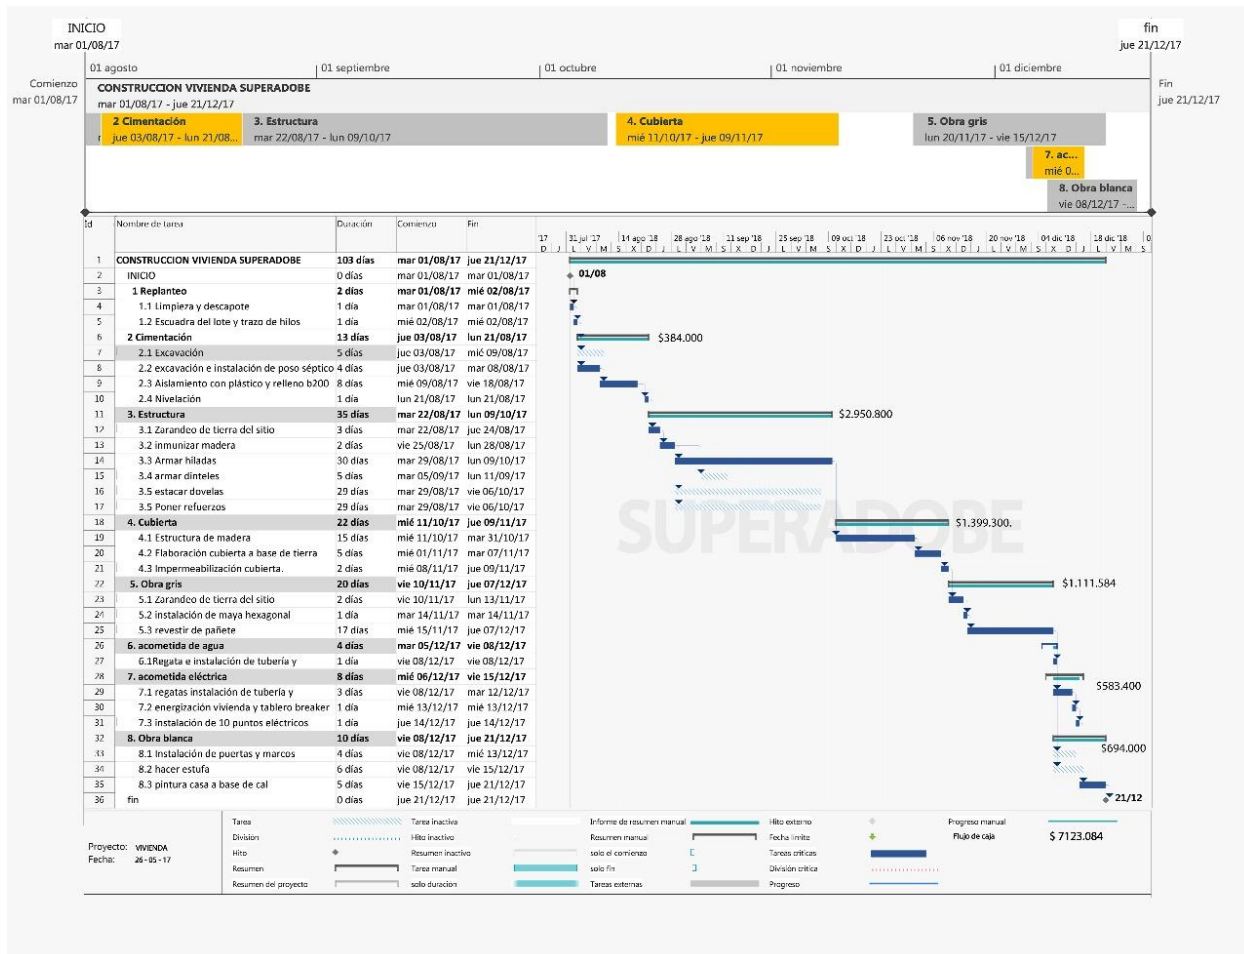 INICIO
mar 01/08/17
fin
jue 21/12/17
01 agosto 01 septiembre 01 octubre 01 noviembre 01 diciembre
Comienzo
mar 01/08/17
Fin
jue 21/12/17
CONSTRUCCION VIVIENDA SUPERADOBE
mar 01/08/17 - jue 21/12/17
2 Cimentación 3. Estructura 4. Cubierta 5. Obra gris
jue 03/08/17 - lun 21/08... mar 22/08/17 - lun 09/10/17 mié 11/10/17 - jue 09/11/17 lun 20/11/17 - vie 15/12/17
7. ac...
mié 0...
8. Obra blanca
vie 08/12/17 -...
Id Nombre de tarea Duración Comienzo Fin
'17 31 jul '17 14 ago '18 28 ago '18 11 sep '18 25 sep '18 09 oct '18 23 oct '18 06 nov '18 20 nov '18 04 dic '18 18 dic '18 0
D J L V M S X D J L V M S X D J L V M S X D J L V M S X D J L V M S
1 CONSTRUCCION VIVIENDA SUPERADOBE 103 días mar 01/08/17 jue 21/12/17
2 INICIO 0 días mar 01/08/17 mar 01/08/17 01/08
3 1 Replanteo 2 días mar 01/08/17 mié 02/08/17
4 1.1 Limpieza y descapote 1 día mar 01/08/17 mar 01/08/17
5 1.2 Escuadra del lote y trazo de hilos 1 día mié 02/08/17 mié 02/08/17
6 2 Cimentación 13 días jue 03/08/17 lun 21/08/17 $384.000
7 2.1 Excavación 5 días jue 03/08/17 mié 09/08/17
8 2.2 excavación e instalación de poso séptico 4 días jue 03/08/17 mar 08/08/17
9 2.3 Aislamiento con plástico y relleno b200 8 días mié 09/08/17 vie 18/08/17
10 2.4 Nivelación 1 día lun 21/08/17 lun 21/08/17
11 3. Estructura 35 días mar 22/08/17 lun 09/10/17 $2.950.800
12 3.1 Zarandeo de tierra del sitio 3 días mar 22/08/17 jue 24/08/17
13 3.2 inmunizar madera 2 días vie 25/08/17 lun 28/08/17
14 3.3 Armar hiladas 30 días mar 29/08/17 lun 09/10/17
15 3.4 armar dinteles 5 días mar 05/09/17 lun 11/09/17
16 3.5 estacar dovelas 29 días mar 29/08/17 vie 06/10/17
17 3.5 Poner refuerzos 29 días mar 29/08/17 vie 06/10/17
SUPERADOBE
18 4. Cubierta 22 días mié 11/10/17 jue 09/11/17 $1.399.300.
19 4.1 Estructura de madera 15 días mié 11/10/17 mar 31/10/17
20 4.2 Elaboración cubierta a base de tierra 5 días mié 01/11/17 mar 07/11/17
21 4.3 Impermeabilización cubierta. 2 días mié 08/11/17 jue 09/11/17
22 5. Obra gris 20 días vie 10/11/17 jue 07/12/17 $1.111.584
23 5.1 Zarandeo de tierra del sitio 2 días vie 10/11/17 lun 13/11/17
24 5.2 instalación de maya hexagonal 1 día mar 14/11/17 mar 14/11/17
25 5.3 revestir de pañete 17 días mié 15/11/17 jue 07/12/17
26 6. acometida de agua 4 días mar 05/12/17 vie 08/12/17
27 6.1Regata e instalación de tubería y 1 día vie 08/12/17 vie 08/12/17
28 7. acometida eléctrica 8 días mié 06/12/17 vie 15/12/17 $583.400
29 7.1 regatas instalación de tubería y 3 días vie 08/12/17 mar 12/12/17
30 7.2 energización vivienda y tablero breaker 1 día mié 13/12/17 mié 13/12/17
31 7.3 instalación de 10 puntos eléctricos 1 día jue 14/12/17 jue 14/12/17
32 8. Obra blanca 10 días vie 08/12/17 jue 21/12/17 $694.000
33 8.1 Instalación de puertas y marcos 4 días vie 08/12/17 mié 13/12/17
34 8.2 hacer estufa 6 días vie 08/12/17 vie 15/12/17
35 8.3 pintura casa a base de cal 5 días vie 15/12/17 jue 21/12/17
36 fin 0 días jue 21/12/17 jue 21/12/17 21/12
Proyecto: VIVIENDA
Fecha: 26-05-17
Tarea Tarea inactiva Informe de resumen manual Hito externo Progreso manual
División Hito inactivo Resumen manual Fecha límite Flujo de caja $ 7123.084
Hito Resumen inactivo solo el comienzo Tareas críticas
Resumen Tarea manual solo fin División crítica
Resumen del proyecto solo duración Tareas externas Progreso